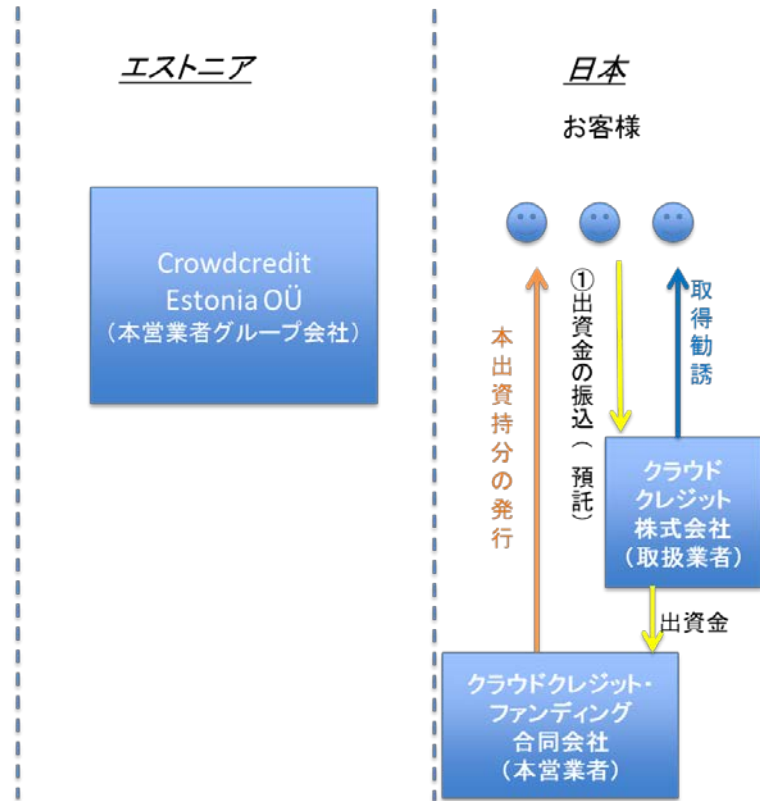 エストニア
日本
お客様
Crowdcredit
Estonia OÜ
（本営業者グループ会社）
本出資持分の発行
①出資金の振込（預託）
取得勧誘
クラウド
クレジット
株式会社
（取扱業者）
出資金
クラウドクレジット・
ファンディング
合同会社
（本営業者）